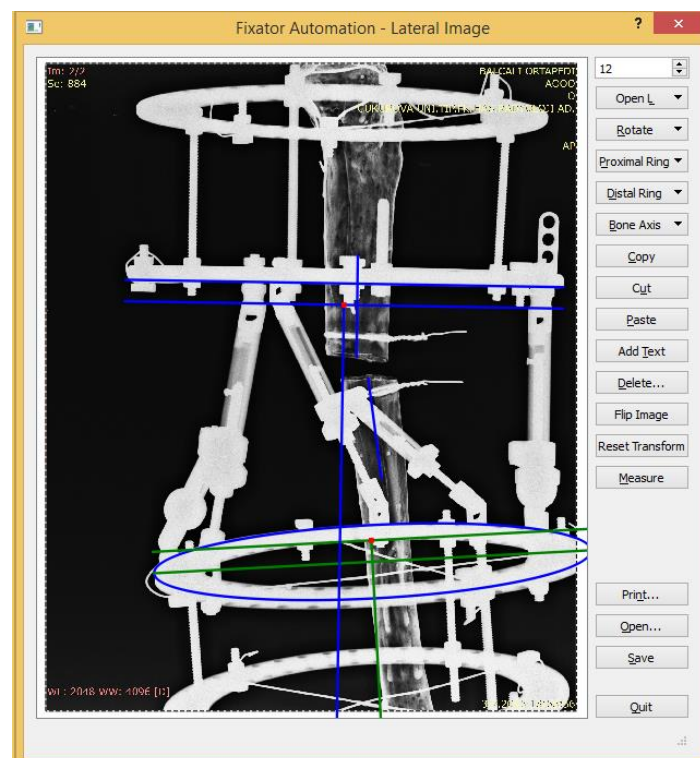 Fixator Automation - Lateral Image
?
x
Im: 2/2
Se: 884
BALCALI ORTAPEDI
12
Open L
Rotate
Proximal Ring
Distal Ring
Bone Axis
Copy
Cut
Paste
Add Text
Delete...
Flip Image
Reset Transform
Measure
Print...
Open...
Save
Quit
AP
WL: 2048 WW: 4096 [D]